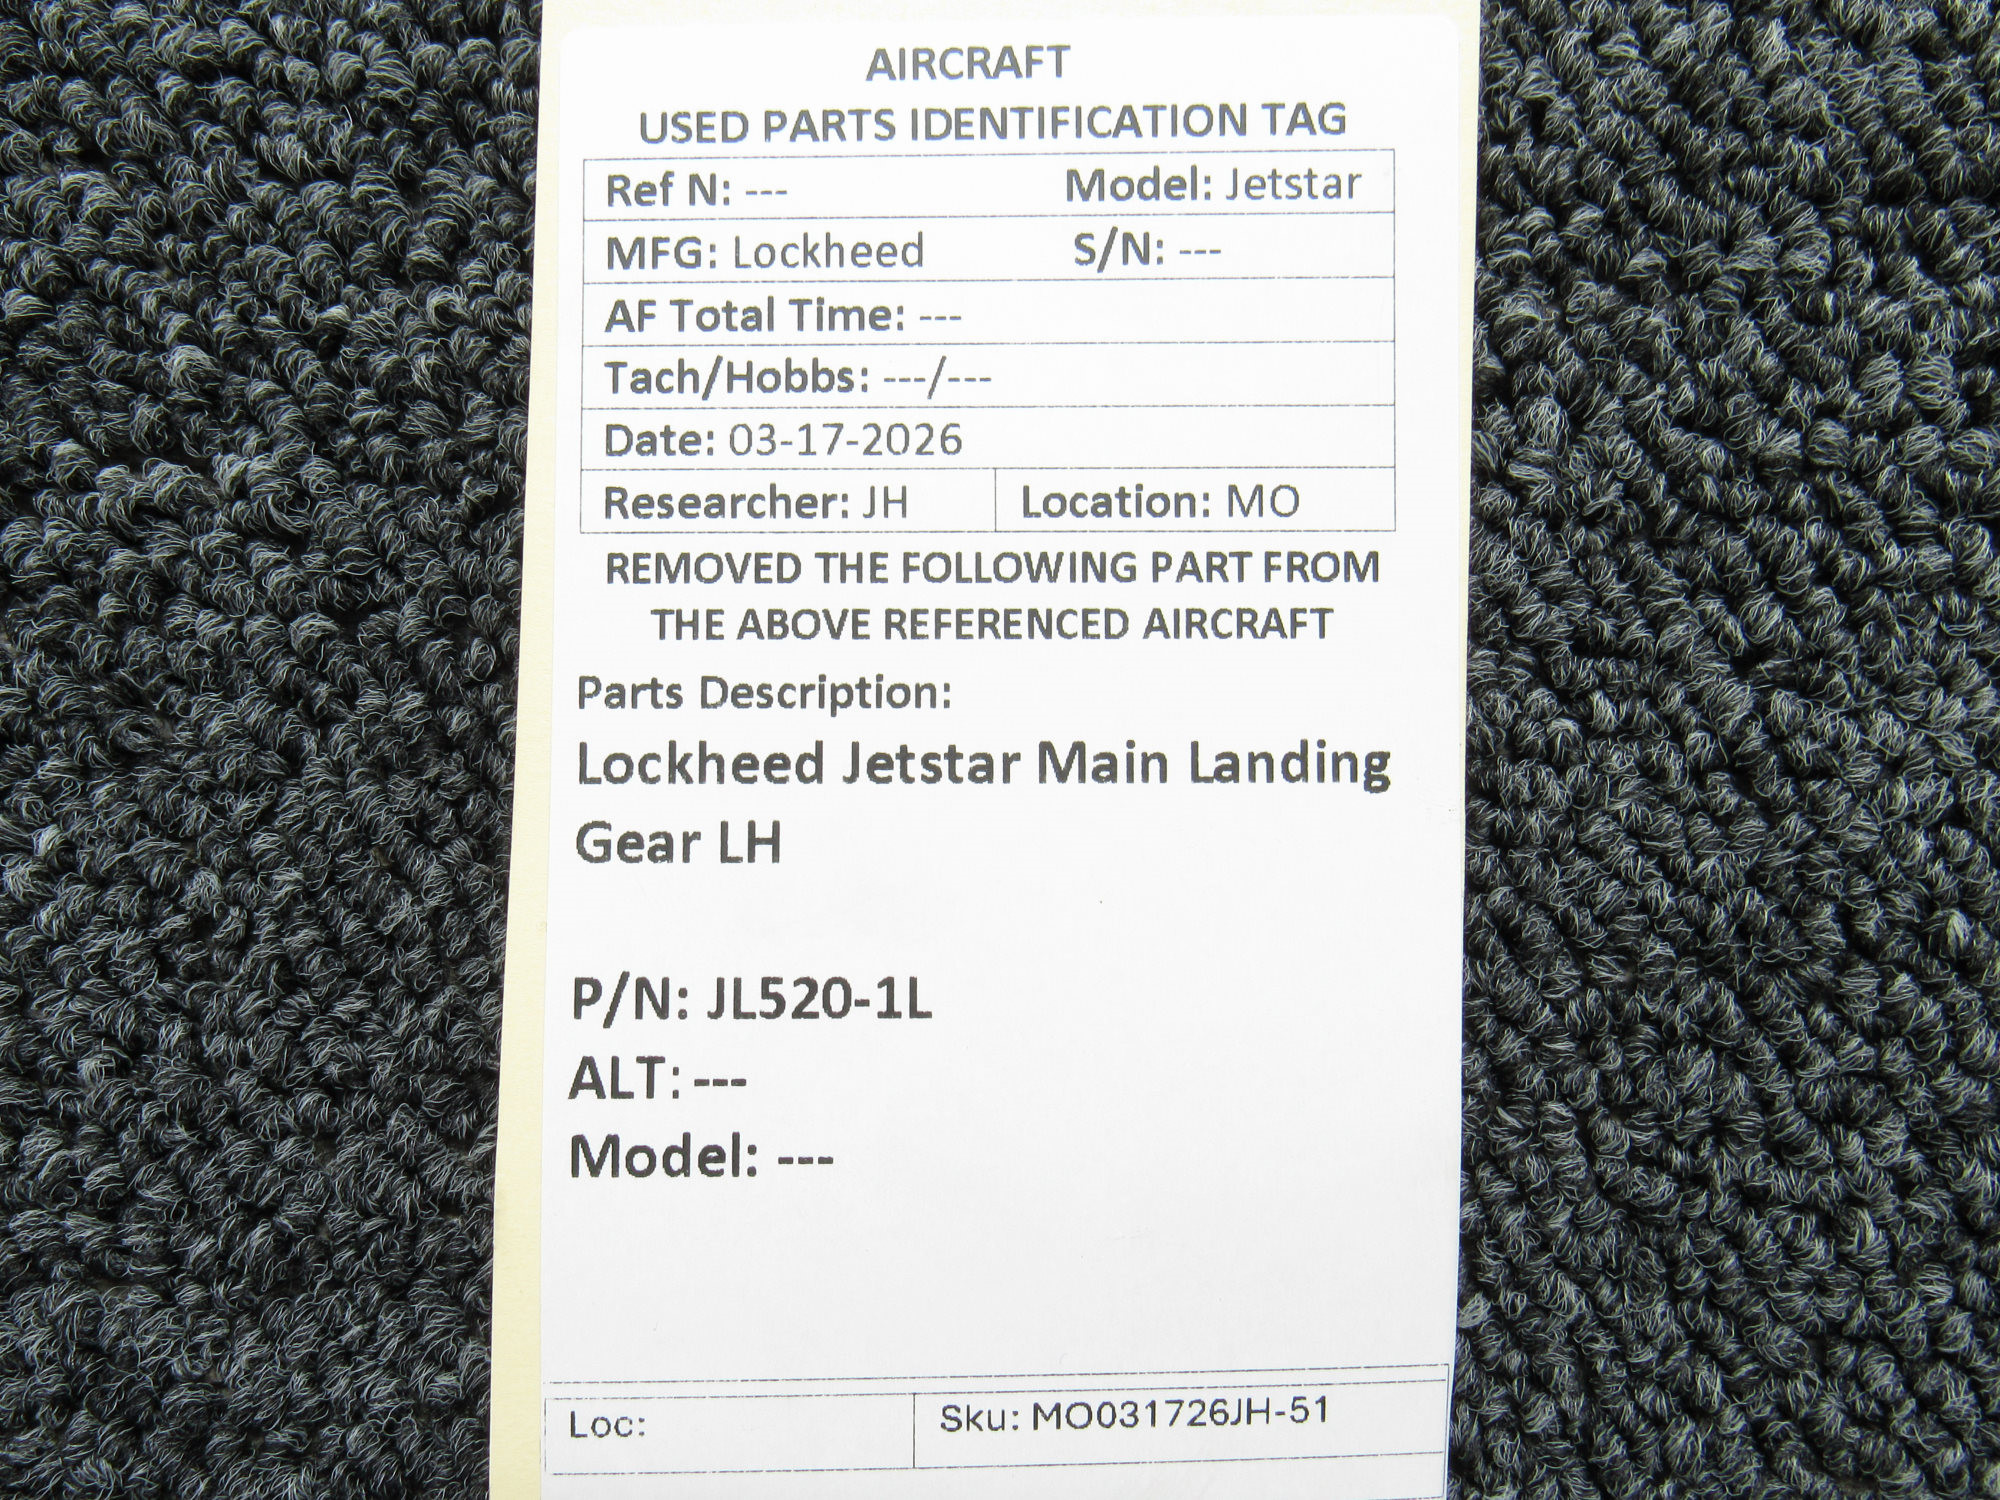 AIRCRAFT
USED PARTS IDENTIFICATION TAG
Ref N: --- Model: Jetstar
MFG: Lockheed S/N: ---
AF Total Time: ---
Tach/Hobbs: ---/---
Date: 03-17-2026
Researcher: JH Location: MO
REMOVED THE FOLLOWING PART FROM
THE ABOVE REFERENCED AIRCRAFT
Parts Description:
Lockheed Jetstar Main Landing
Gear LH
P/N: JL520-1L
ALT: ---
Model: ---
Loc: Sku: MO031726JH-51